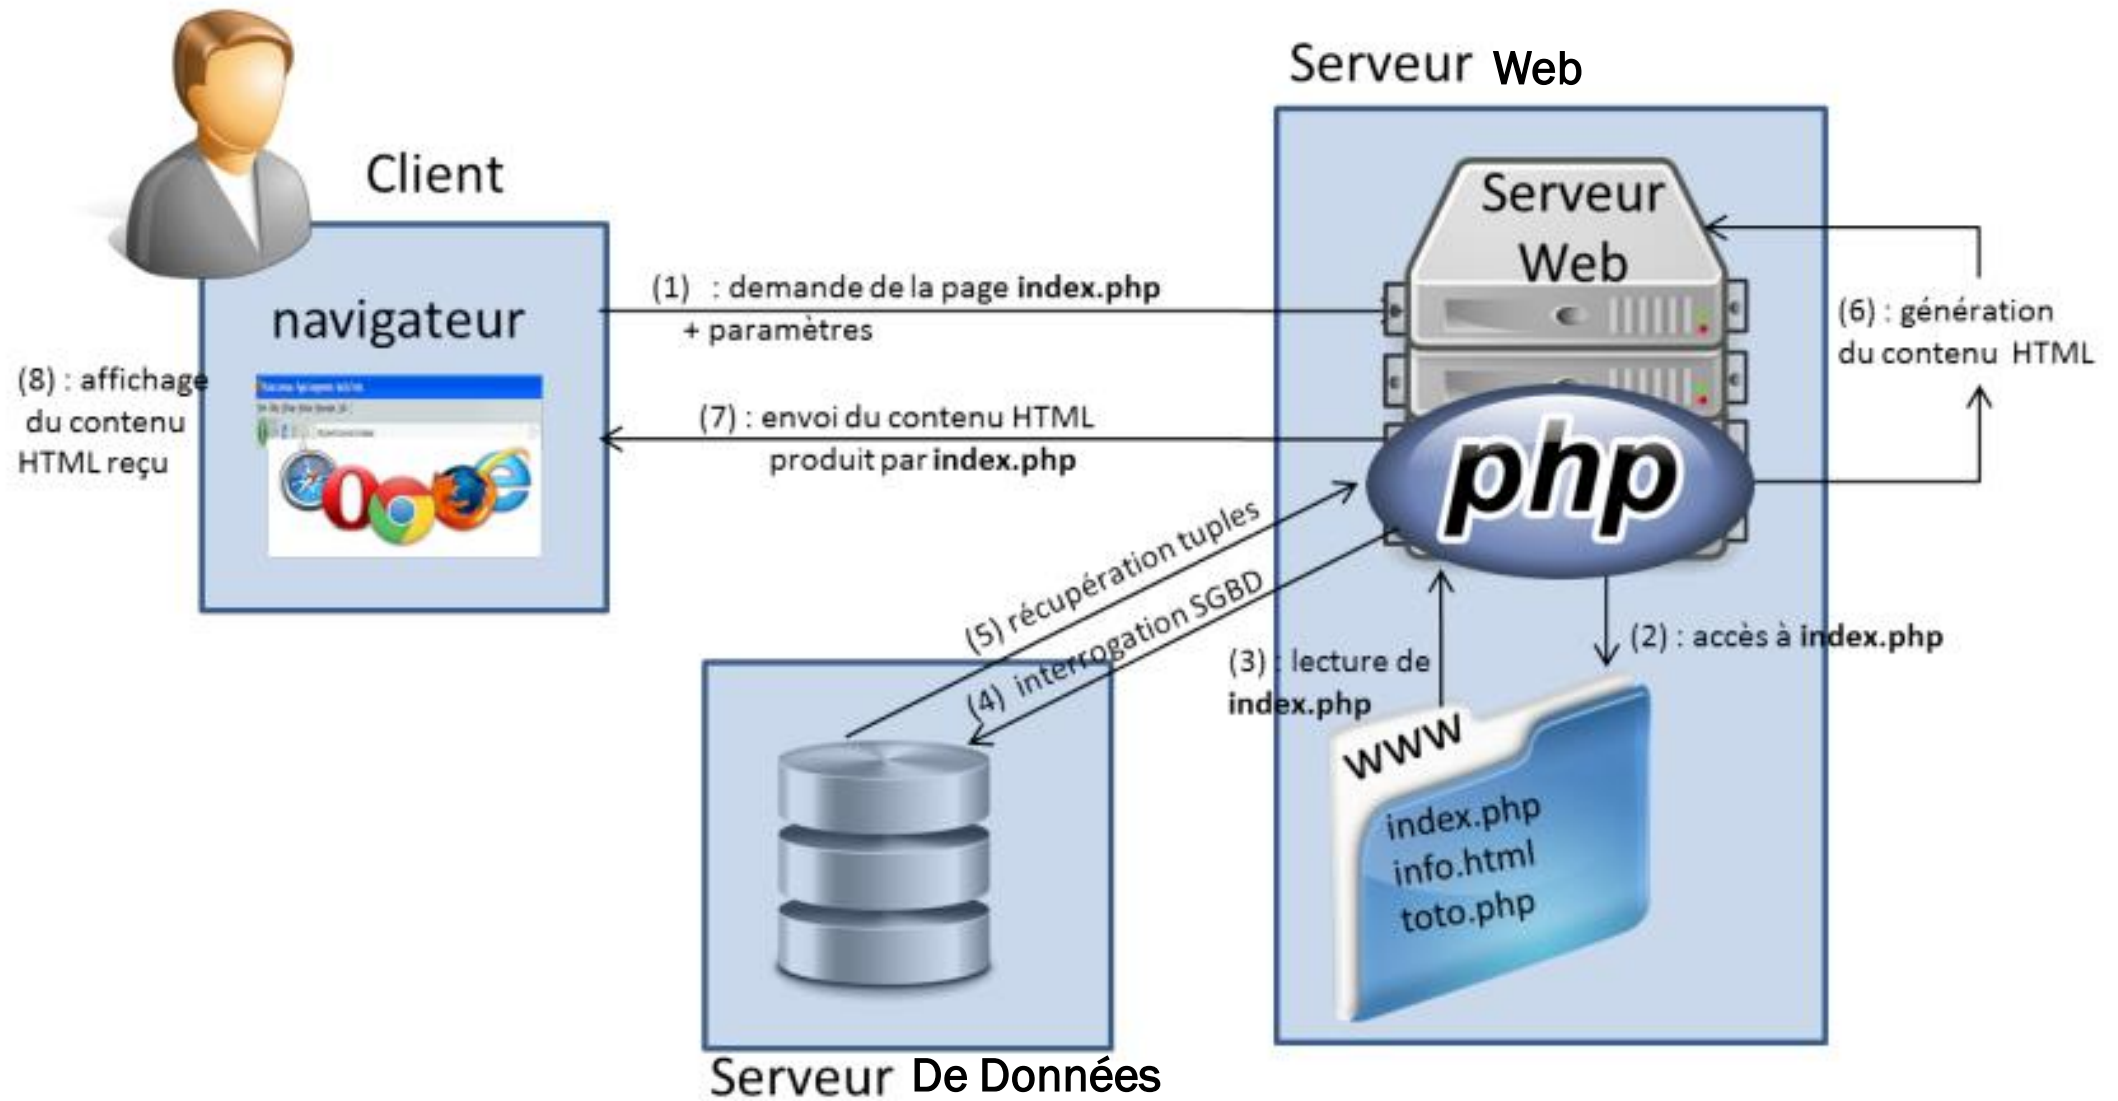 Serveur Web
Client
Serveur
Web
navigateur
(1) : demande de la page index.php
+ paramètres
(6) : génération
du contenu HTML
(8) : affichage
du contenu
HTML reçu
(7) : envoi du contenu HTML
produit par index.php
php
(5) récupération tuples
(4) interrogation SGBD
(2) : accès à index.php
(3) : lecture de
index.php
www
index.php
info.html
toto.php
Serveur De Données